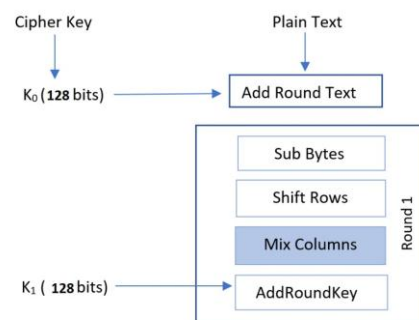 Cipher Key
Plain Text
K₀ (128 bits)
Add Round Text
Sub Bytes
Shift Rows
Round 1
Mix Columns
K₁ ( 128 bits)
AddRoundKey